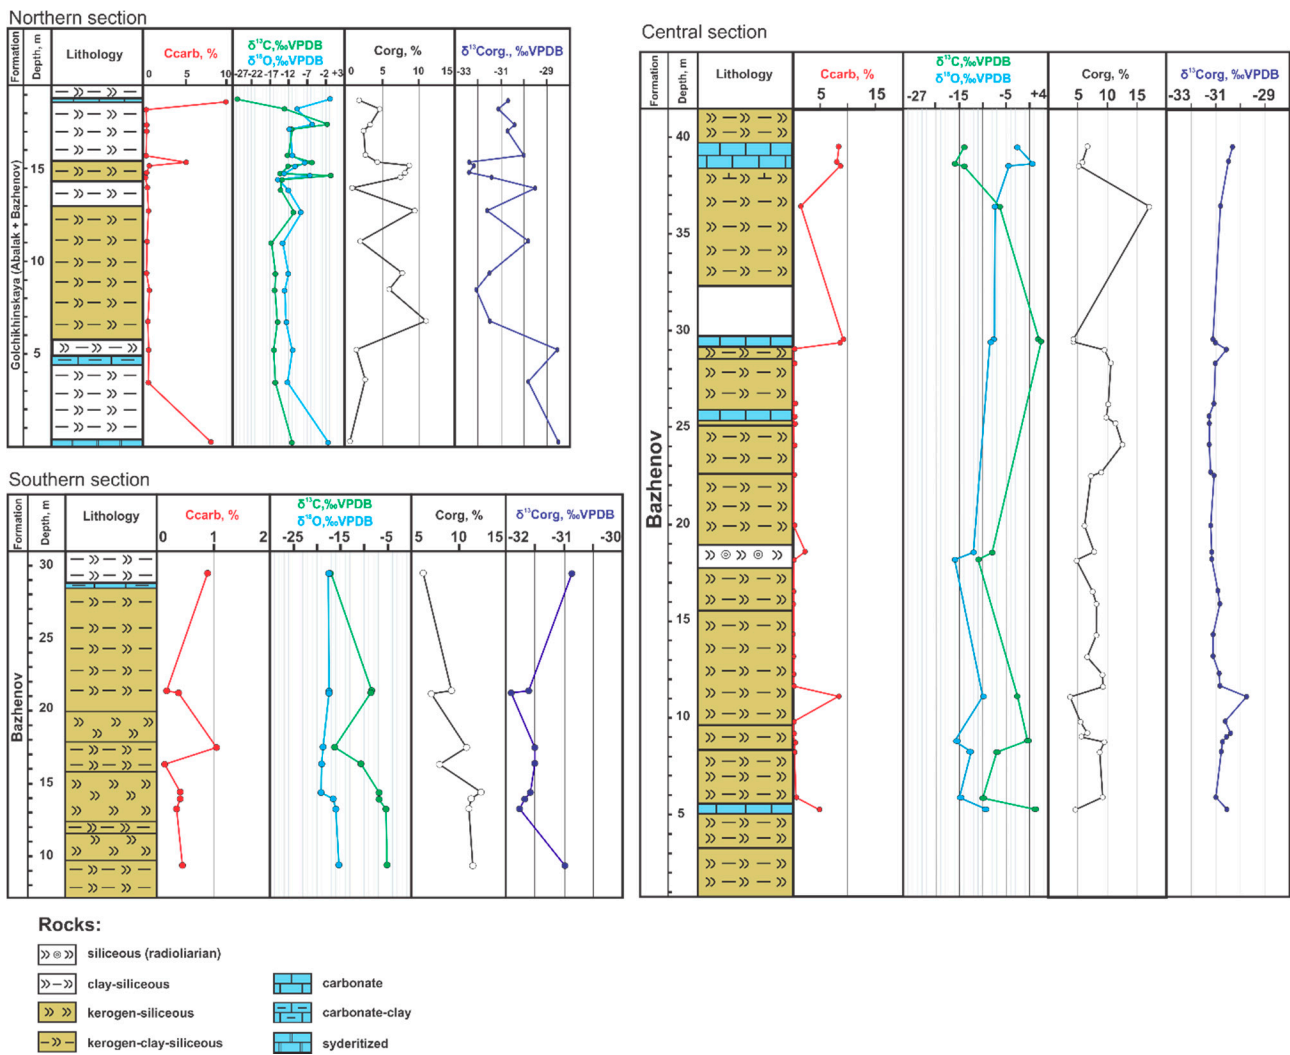 Northern section
Formation
Depth, m
Lithology
Ccarb, %
δ¹³C,‰VPDB
δ¹⁸O,‰VPDB
Corg, %
δ¹³Corg., ‰VPDB
0 5 10
-27 -22 -17 -12 -7 -2 +3
0 5 10 15
-33 -31 -29
Golchikhinskaya (Abalak + Bazhenov)
15
10
5
Southern section
Formation
Depth, m
Lithology
Ccarb, %
δ¹³C,‰VPDB
δ¹⁸O,‰VPDB
Corg, %
δ¹³Corg, ‰VPDB
0 1 2
-25 -15 -5
5 10 15
-32 -31 -30
Bazhenov
30
25
20
15
10
Central section
Formation
Depth, m
Lithology
Ccarb, %
δ¹³C,‰VPDB
δ¹⁸O,‰VPDB
Corg, %
δ¹³Corg, ‰VPDB
5 15
-27 -15 -5 +4
5 10 15
-33 -31 -29
Bazhenov
40
35
30
25
20
15
10
5
Rocks:
siliceous (radioliarian)
clay-siliceous
kerogen-siliceous
kerogen-clay-siliceous
carbonate
carbonate-clay
syderitized